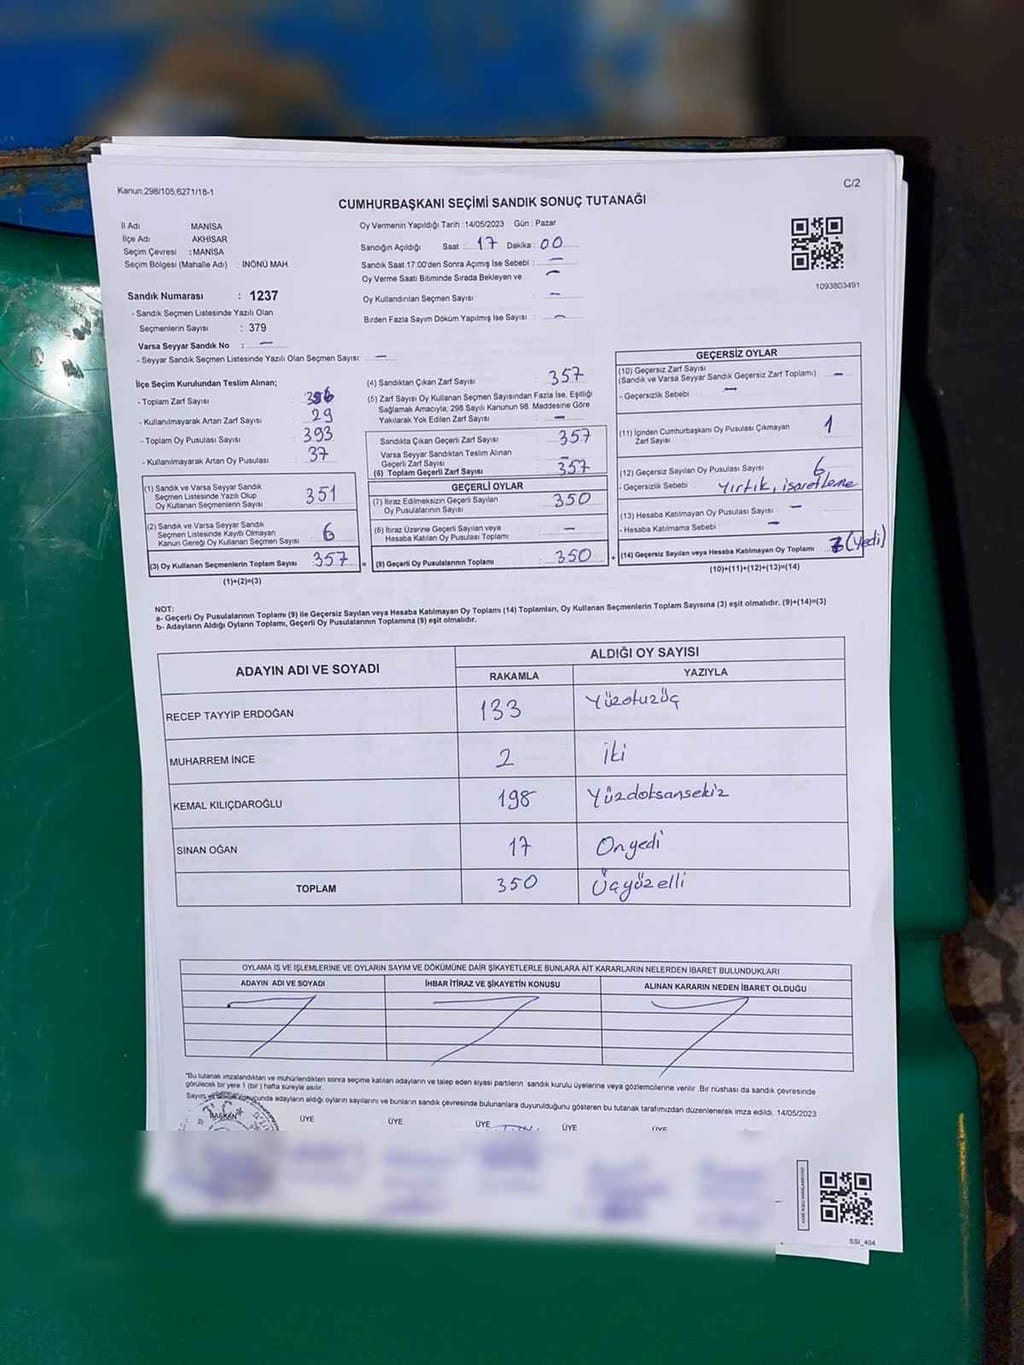 Kanun:298/105;6271/18-1
C/2
CUMHURBAŞKANI SEÇİMİ SANDIK SONUÇ TUTANAĞI
İl Adı MANİSA
İlçe Adı AKHİSAR
Seçim Çevresi : MANİSA
Seçim Bölgesi (Mahalle Adı) : İNÖNÜ MAH.
Sandık Numarası : 1237
- Sandık Seçmen Listesinde Yazılı Olan
Seçmenlerin Sayısı : 379
Varsa Seyyar Sandık No : —
- Seyyar Sandık Seçmen Listesinde Yazılı Olan Seçmen Sayısı: —
Oy Vermenin Yapıldığı Tarih :14/05/2023 Gün : Pazar
Sandığın Açıldığı Saat : 17 Dakika : 00
Sandık Saat 17:00'den Sonra Açımış İse Sebebi : —
Oy Verme Saati Bitiminde Sırada Bekleyen ve —
Oy Kullandırılan Seçmen Sayısı —
Birden Fazla Sayım Döküm Yapılmış İse Sayısı : —
1093803491
İlçe Seçim Kurulundan Teslim Alınan;
- Toplam Zarf Sayısı : 386
- Kullanılmayarak Artan Zarf Sayısı : 29
- Toplam Oy Pusulası Sayısı : 393
- Kullanılmayarak Artan Oy Pusulası : 37
(1) Sandık ve Varsa Seyyar Sandık
Seçmen Listesinde Yazılı Olup
Oy Kullanan Seçmenlerin Sayısı : 351
(2) Sandık ve Varsa Seyyar Sandık
Seçmen Listesinde Kayıtlı Olmayan
Kanun Gereği Oy Kullanan Seçmen Sayısı : 6
(3) Oy Kullanan Seçmenlerin Toplam Sayısı : 357
(1)+(2)=(3)
(4) Sandıktan Çıkan Zarf Sayısı : 357
(5) Zarf Sayısı Oy Kullanan Seçmen Sayısından Fazla İse, Eşitliği
Sağlamak Amacıyla; 298 Sayılı Kanunun 98. Maddesine Göre
Yakılarak Yok Edilen Zarf Sayısı : —
Sandıkta Çıkan Geçerli Zarf Sayısı : 357
Varsa Seyyar Sandıktan Teslim Alınan
Geçerli Zarf Sayısı : —
(6) Toplam Geçerli Zarf Sayısı : 357
GEÇERLİ OYLAR
(7) İtiraz Edilmeksizin Geçerli Sayılan
Oy Pusulalarının Sayısı : 350
(8) İtiraz Üzerine Geçerli Sayılan veya
Hesaba Katılan Oy Pusulası Toplamı : —
(9) Geçerli Oy Pusulalarının Toplamı : 350
GEÇERSİZ OYLAR
(10) Geçersiz Zarf Sayısı
(Sandık ve Varsa Seyyar Sandık Geçersiz Zarf Toplamı) : —
- Geçersizlik Sebebi : —
(11) İçinden Cumhurbaşkanı Oy Pusulası Çıkmayan
Zarf Sayısı : 1
(12) Geçersiz Sayılan Oy Pusulası Sayısı : 6
- Geçersizlik Sebebi : Yırtık, işaretleme
(13) Hesaba Katılmayan Oy Pusulası Sayısı : —
- Hesaba Katılmama Sebebi : —
(14) Geçersiz Sayılan veya Hesaba Katılmayan Oy Toplamı : 7 (yedi)
(10)+(11)+(12)+(13)=(14)
NOT:
a- Geçerli Oy Pusulalarının Toplamı (9) ile Geçersiz Sayılan veya Hesaba Katılmayan Oy Toplamı (14) Toplamları, Oy Kullanan Seçmenlerin Toplam Sayısına (3) eşit olmalıdır. (9)+(14)=(3)
b- Adayların Aldığı Oyların Toplamı, Geçerli Oy Pusulalarının Toplamına (9) eşit olmalıdır.
ADAYIN ADI VE SOYADI ALDIĞI OY SAYISI
RAKAMLA YAZIYLA
RECEP TAYYİP ERDOĞAN 133 Yüzotuzüç
MUHARREM İNCE 2 İki
KEMAL KILIÇDAROĞLU 198 Yüzdoksansekiz
SİNAN OĞAN 17 Onyedi
TOPLAM 350 Üçyüzelli
OYLAMA İŞ VE İŞLEMLERİNE VE OYLARIN SAYIM VE DÖKÜMÜNE DAİR ŞİKAYETLERLE BUNLARA AİT KARARLARIN NELERDEN İBARET BULUNDUKLARI
ADAYIN ADI VE SOYADI İHBAR İTİRAZ VE ŞİKAYETİN KONUSU ALINAN KARARIN NEDEN İBARET OLDUĞU
*Bu tutanak imzalandıktan ve mühürlendikten sonra seçime katılan adayların ve talep eden siyasi partilerin sandık kurulu üyelerine veya gözlemcilerine verilir. Bir nüshası da sandık çevresinde
görülecek bir yere 1 (bir) hafta süreyle asılır.
Sayım ve döküm sonucunda adayların aldığı oyların sayılarını ve bunların sandık çevresinde bulunanlara duyurulduğunu gösteren bu tutanak tarafımızdan düzenlenerek imza edildi. 14/05/2023
BAŞKAN ÜYE ÜYE ÜYE ÜYE ÜYE
T.C.
SSI_404